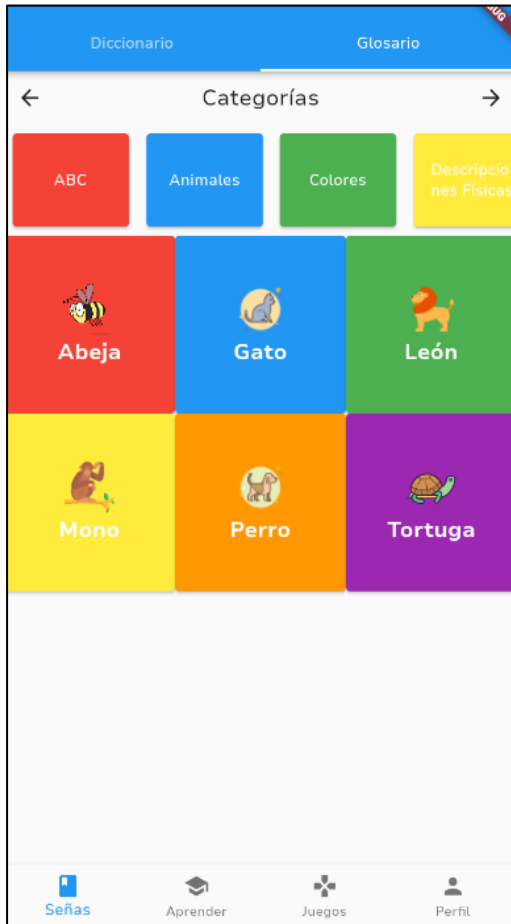 Diccionario Glosario
Categorías
ABC Animales Colores Descripcio
nes Físicas
Abeja Gato León
Mono Perro Tortuga
Señas Aprender Juegos Perfil